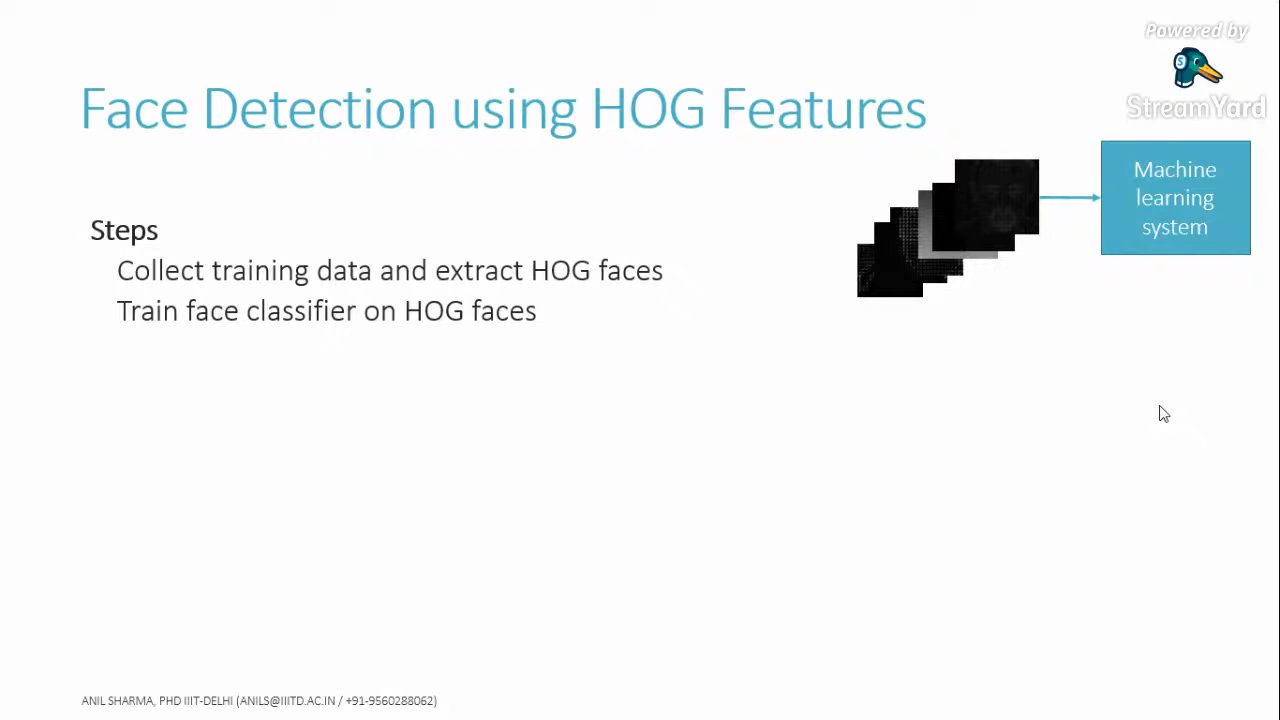 Powered by
StreamYard
Face Detection using HOG Features
Machine
learning
system
Steps
Collect training data and extract HOG faces
Train face classifier on HOG faces
ANIL SHARMA, PHD IIIT-DELHI (ANILS@IIITD.AC.IN / +91-9560288062)